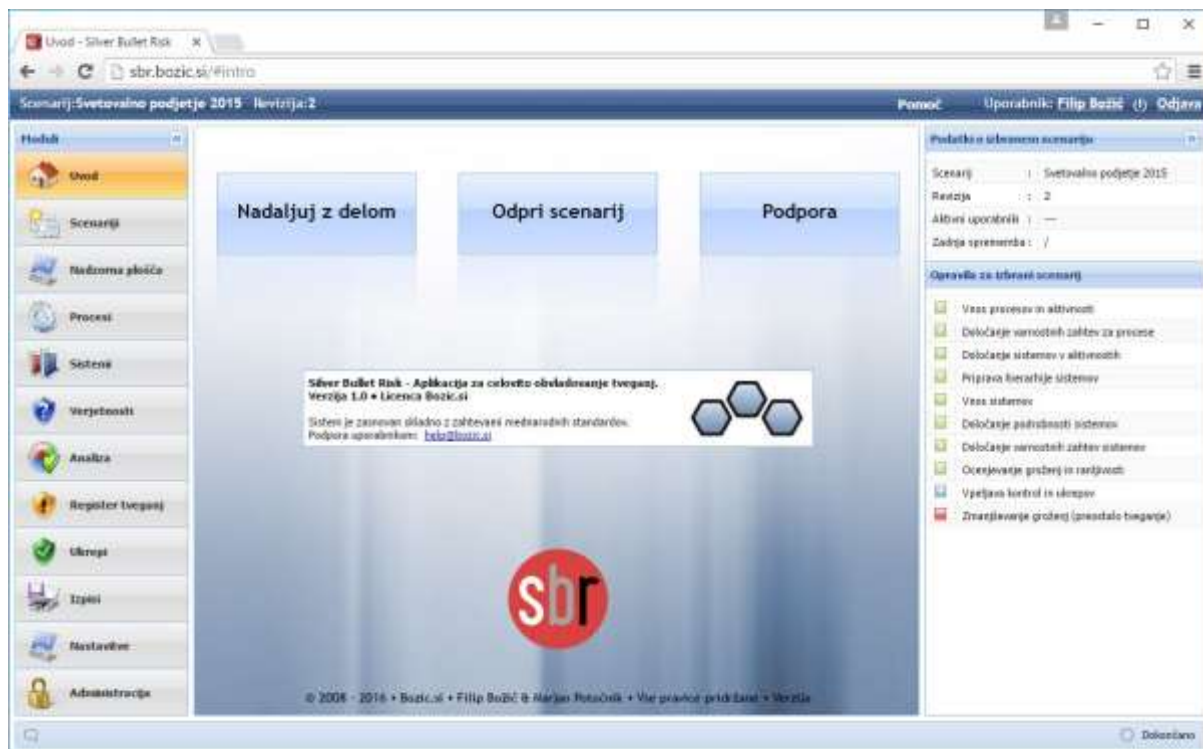 Uvod - Silver Bullet Risk
sbr.bozic.si/#intro
Scenarij:Svetovalno podjetje 2015 Revizija:2
Pomoč Uporabnik: Filip Božič (!) Odjava
Moduli
Uvod
Scenariji
Nadzorna plošča
Procesi
Sistemi
Verjetnosti
Analiza
Register tveganj
Ukrepi
Izpisi
Nastavitve
Administracija
Nadaljuj z delom
Odpri scenarij
Podpora
Silver Bullet Risk - Aplikacija za celovito obvladovanje tveganj.
Verzija 1.0 • Licenca Bozic.si
Sistem je zasnovan skladno z zahtevami mednarodnih standardov.
Podpora uporabnikom: help@bozic.si
sbr
© 2008 - 2016 • Bozic.si • Filip Božič & Marjan Potočnik • Vse pravice pridržane • Verzija
Podatki o izbranem scenariju
Scenarij : Svetovalno podjetje 2015
Revizija : 2
Aktivni uporabnik : ---
Zadnja sprememba : /
Opravila za izbrani scenarij
Vnos procesov in aktivnosti
Določanje varnostnih zahtev za procese
Določanje sistemov v aktivnostih
Priprava hierarhije sistemov
Vnos sistemov
Določanje podrobnosti sistemov
Določanje varnostnih zahtev sistemov
Ocenjevanje groženj in ranljivosti
Vpeljava kontrol in ukrepov
Zmanjševanje groženj (preostalo tveganje)
Dokončano